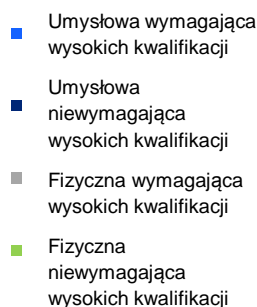 Umysłowa wymagająca
wysokich kwalifikacji
Umysłowa
niewymagająca
wysokich kwalifikacji
Fizyczna wymagająca
wysokich kwalifikacji
Fizyczna
niewymagająca
wysokich kwalifikacji